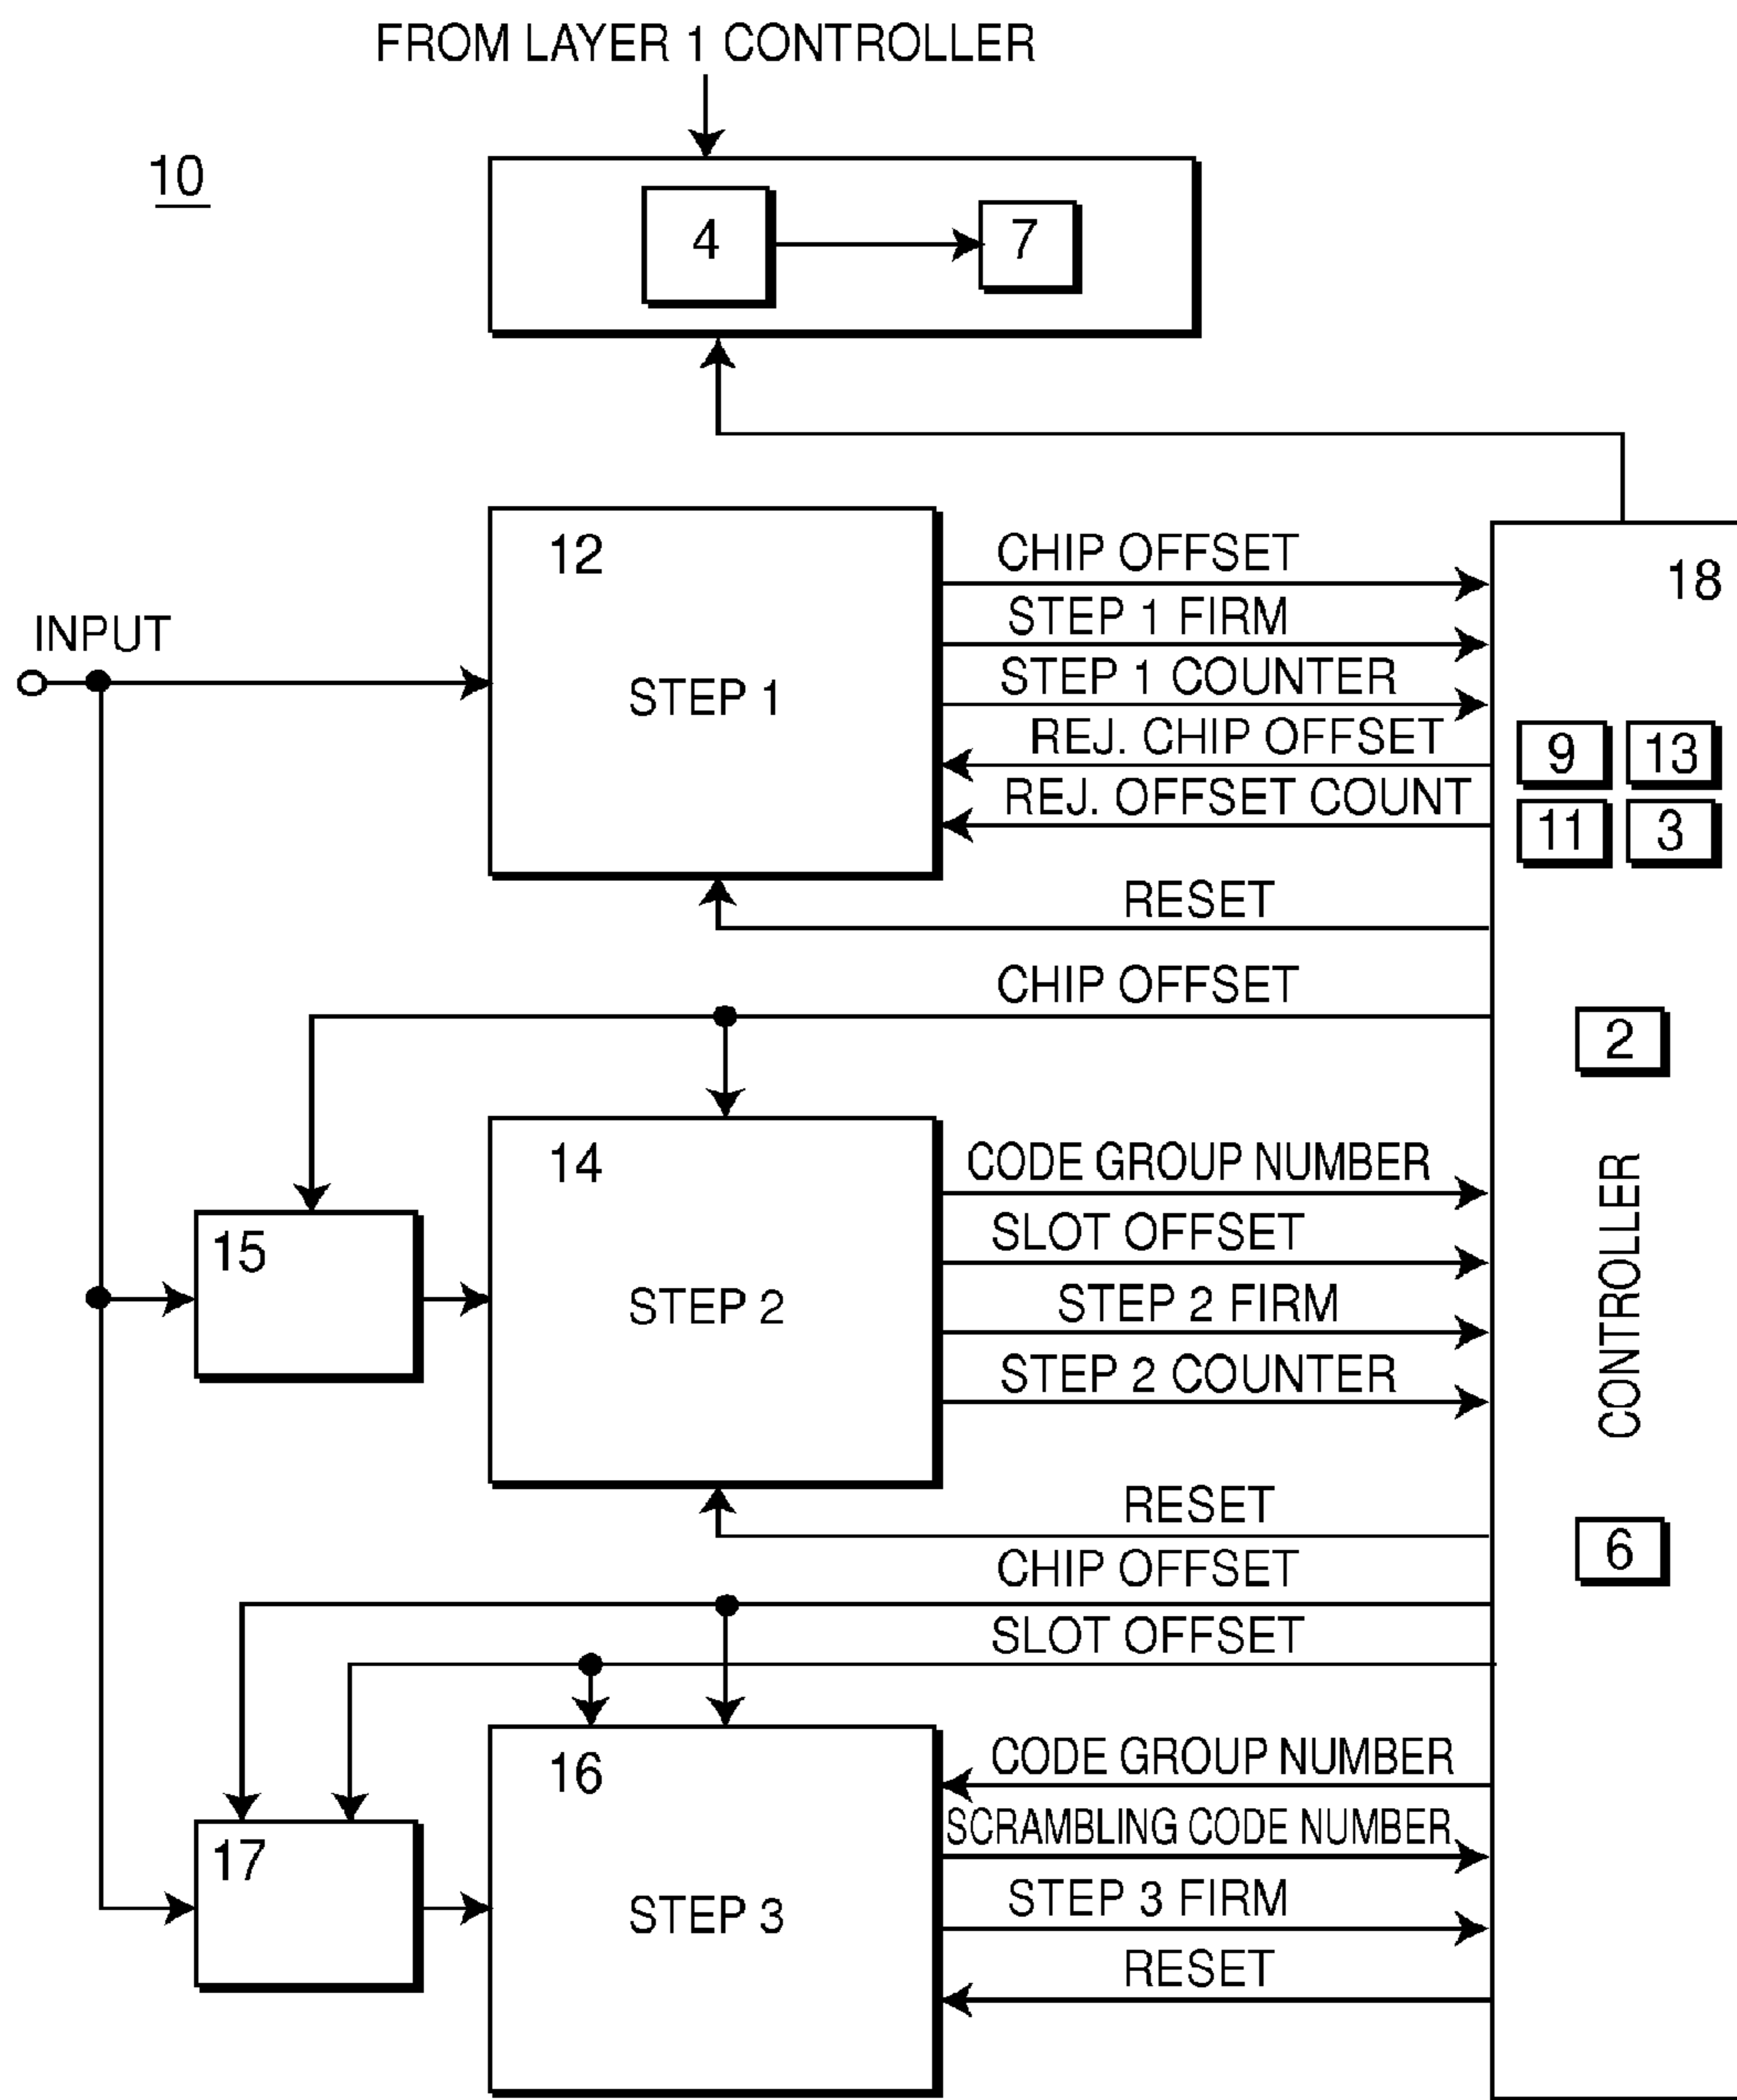 FROM LAYER 1 CONTROLLER
10
4
7
12
CHIP OFFSET
18
STEP 1 FIRM
INPUT
STEP 1 COUNTER
STEP 1
REJ. CHIP OFFSET
9
13
REJ. OFFSET COUNT
11
3
RESET
CHIP OFFSET
2
14
CODE GROUP NUMBER
15
SLOT OFFSET
STEP 2
STEP 2 FIRM
CONTROLLER
STEP 2 COUNTER
RESET
6
CHIP OFFSET
SLOT OFFSET
16
CODE GROUP NUMBER
17
SCRAMBLING CODE NUMBER
STEP 3
STEP 3 FIRM
RESET